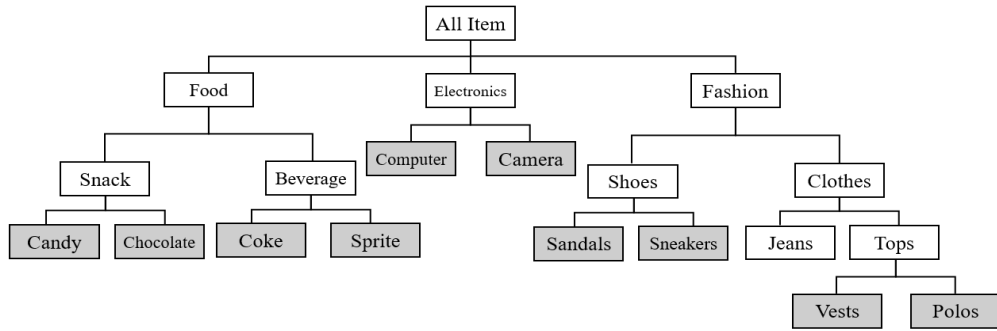 All Item
Food
Electronics
Fashion
Computer
Camera
Snack
Beverage
Shoes
Clothes
Candy
Chocolate
Coke
Sprite
Sandals
Sneakers
Jeans
Tops
Vests
Polos